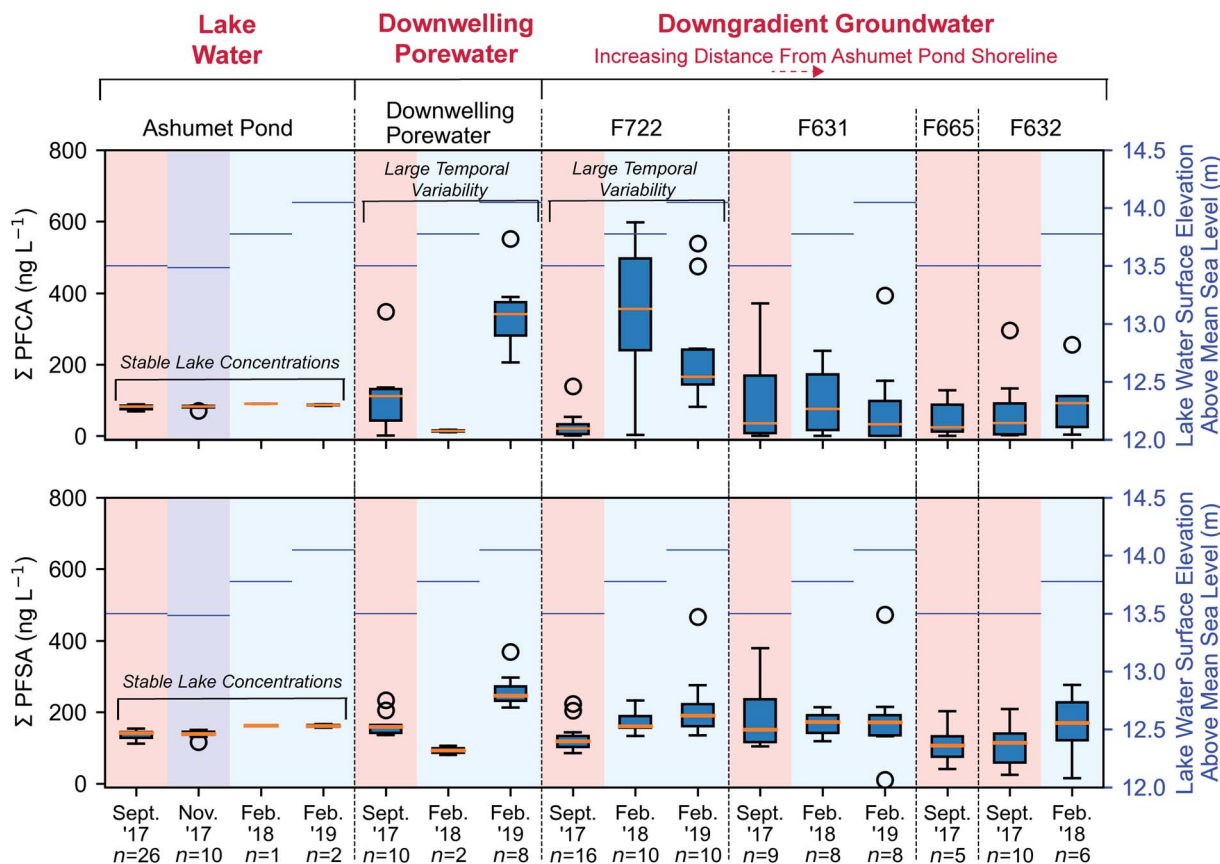 Lake
Water
Downwelling
Porewater
Downgradient Groundwater
Increasing Distance From Ashumet Pond Shoreline
Ashumet Pond
Downwelling
Porewater
F722
F631
F665
F632
Σ PFCA (ng L⁻¹)
800
600
400
200
0
Stable Lake Concentrations
Large Temporal
Variability
Large Temporal
Variability
14.5
14.0
13.5
13.0
12.5
12.0
Lake Water Surface Elevation
Above Mean Sea Level (m)
Σ PFSA (ng L⁻¹)
800
600
400
200
0
Stable Lake Concentrations
14.5
14.0
13.5
13.0
12.5
12.0
Lake Water Surface Elevation
Above Mean Sea Level (m)
Sept. Nov. Feb. Feb. Sept. Feb. Feb. Sept. Feb. Feb. Sept. Feb. Feb. Sept. Sept. Feb.
'17 '17 '18 '19 '17 '18 '19 '17 '18 '19 '17 '18 '19 '17 '17 '18
n=26 n=10 n=1 n=2 n=10 n=2 n=8 n=16 n=10 n=10 n=9 n=8 n=8 n=5 n=10 n=6